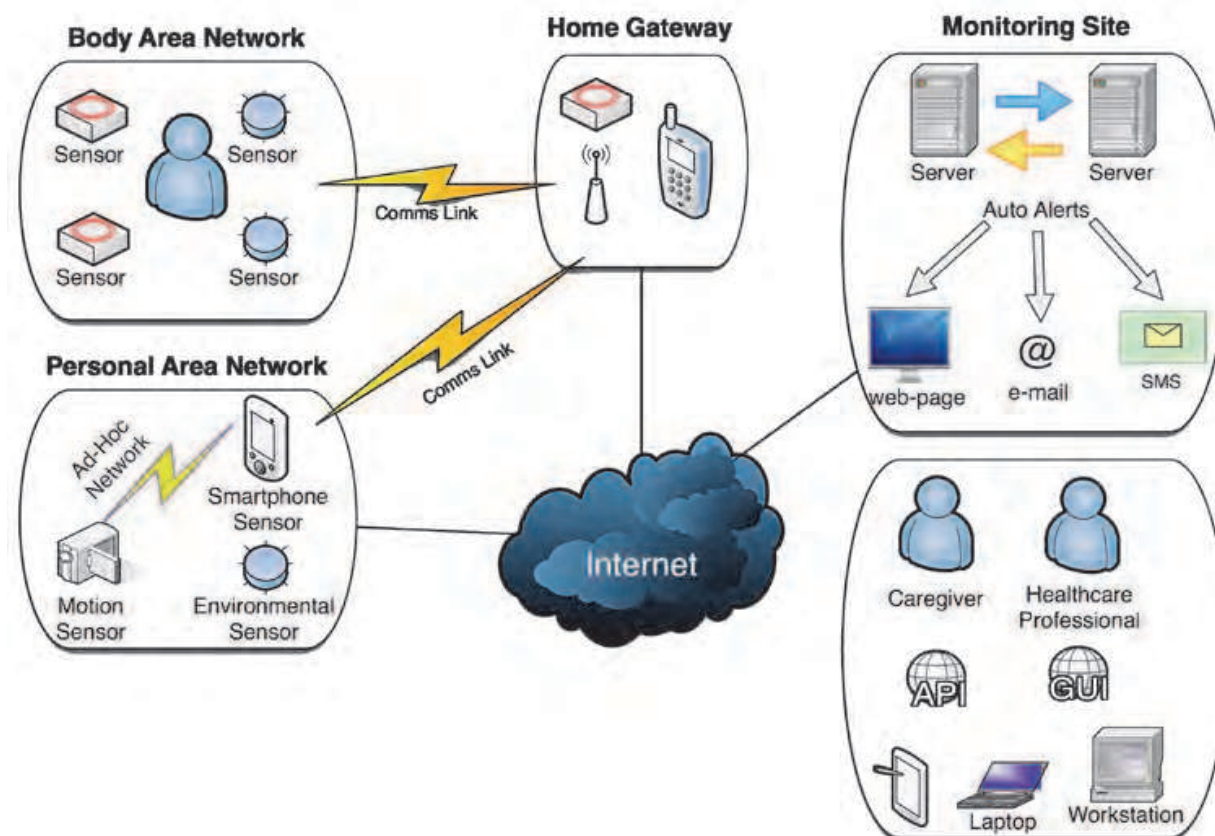 Body Area Network
Sensor
Sensor
Sensor
Sensor
Comms Link
Home Gateway
Comms Link
Monitoring Site
Server
Server
Auto Alerts
web-page
@
e-mail
SMS
Personal Area Network
Ad-Hoc
Network
Smartphone
Sensor
Motion
Sensor
Environmental
Sensor
Internet
Caregiver
Healthcare
Professional
API
GUI
Laptop
Workstation